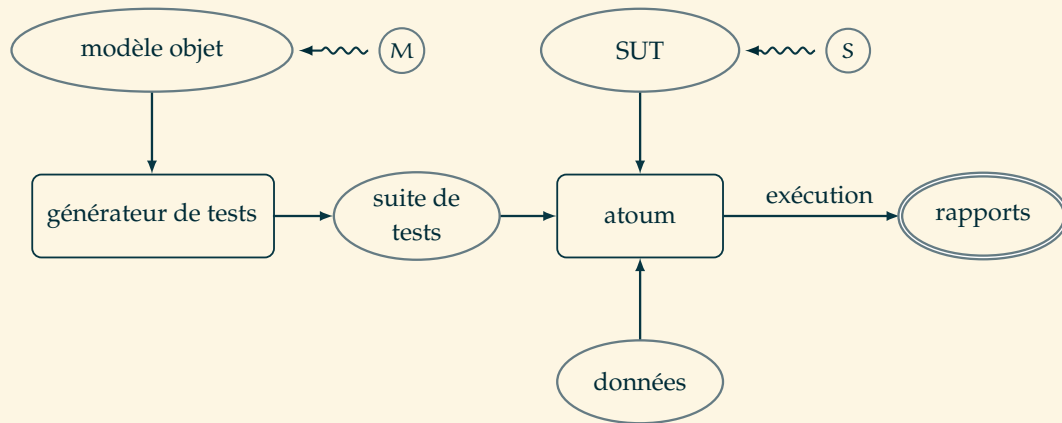 modèle objet
M
SUT
S
générateur de tests
suite de
tests
atoum
exécution
rapports
données